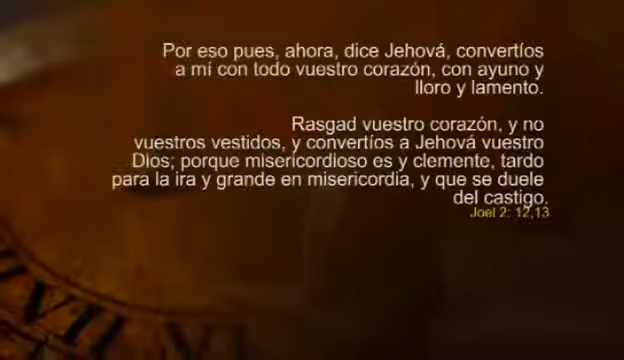 Por eso pues, ahora, dice Jehová, convertíos
a mí con todo vuestro corazón, con ayuno y
lloro y lamento.
Rasgad vuestro corazón, y no
vuestros vestidos, y convertíos a Jehová vuestro
Dios; porque misericordioso es y clemente, tardo
para la ira y grande en misericordia, y que se duele
del castigo.
Joel 2: 12,13
VII
VI